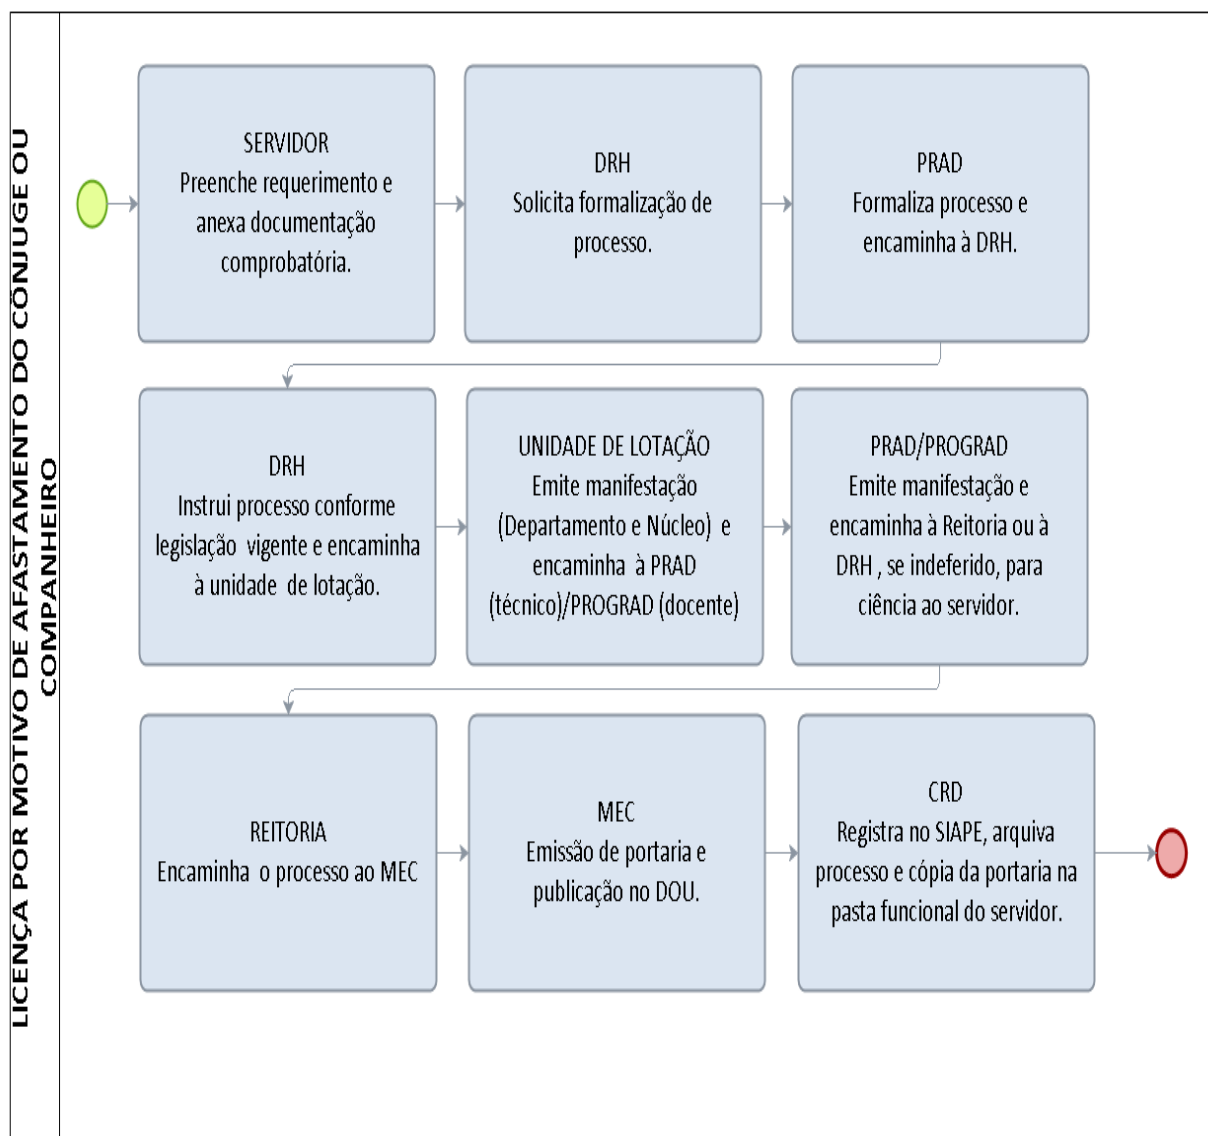 LICENÇA POR MOTIVO DE AFASTAMENTO DO CÔNJUGE OU
COMPANHEIRO
SERVIDOR
Preenche requerimento e
anexa documentação
comprobatória.
DRH
Solicita formalização de
processo.
PRAD
Formaliza processo e
encaminha à DRH.
DRH
Instrui processo conforme
legislação vigente e encaminha
à unidade de lotação.
UNIDADE DE LOTAÇÃO
Emite manifestação
(Departamento e Núcleo) e
encaminha à PRAD
(técnico)/PROGRAD (docente)
PRAD/PROGRAD
Emite manifestação e
encaminha à Reitoria ou à
DRH , se indeferido, para
ciência ao servidor.
REITORIA
Encaminha o processo ao MEC
MEC
Emissão de portaria e
publicação no DOU.
CRD
Registra no SIAPE, arquiva
processo e cópia da portaria na
pasta funcional do servidor.